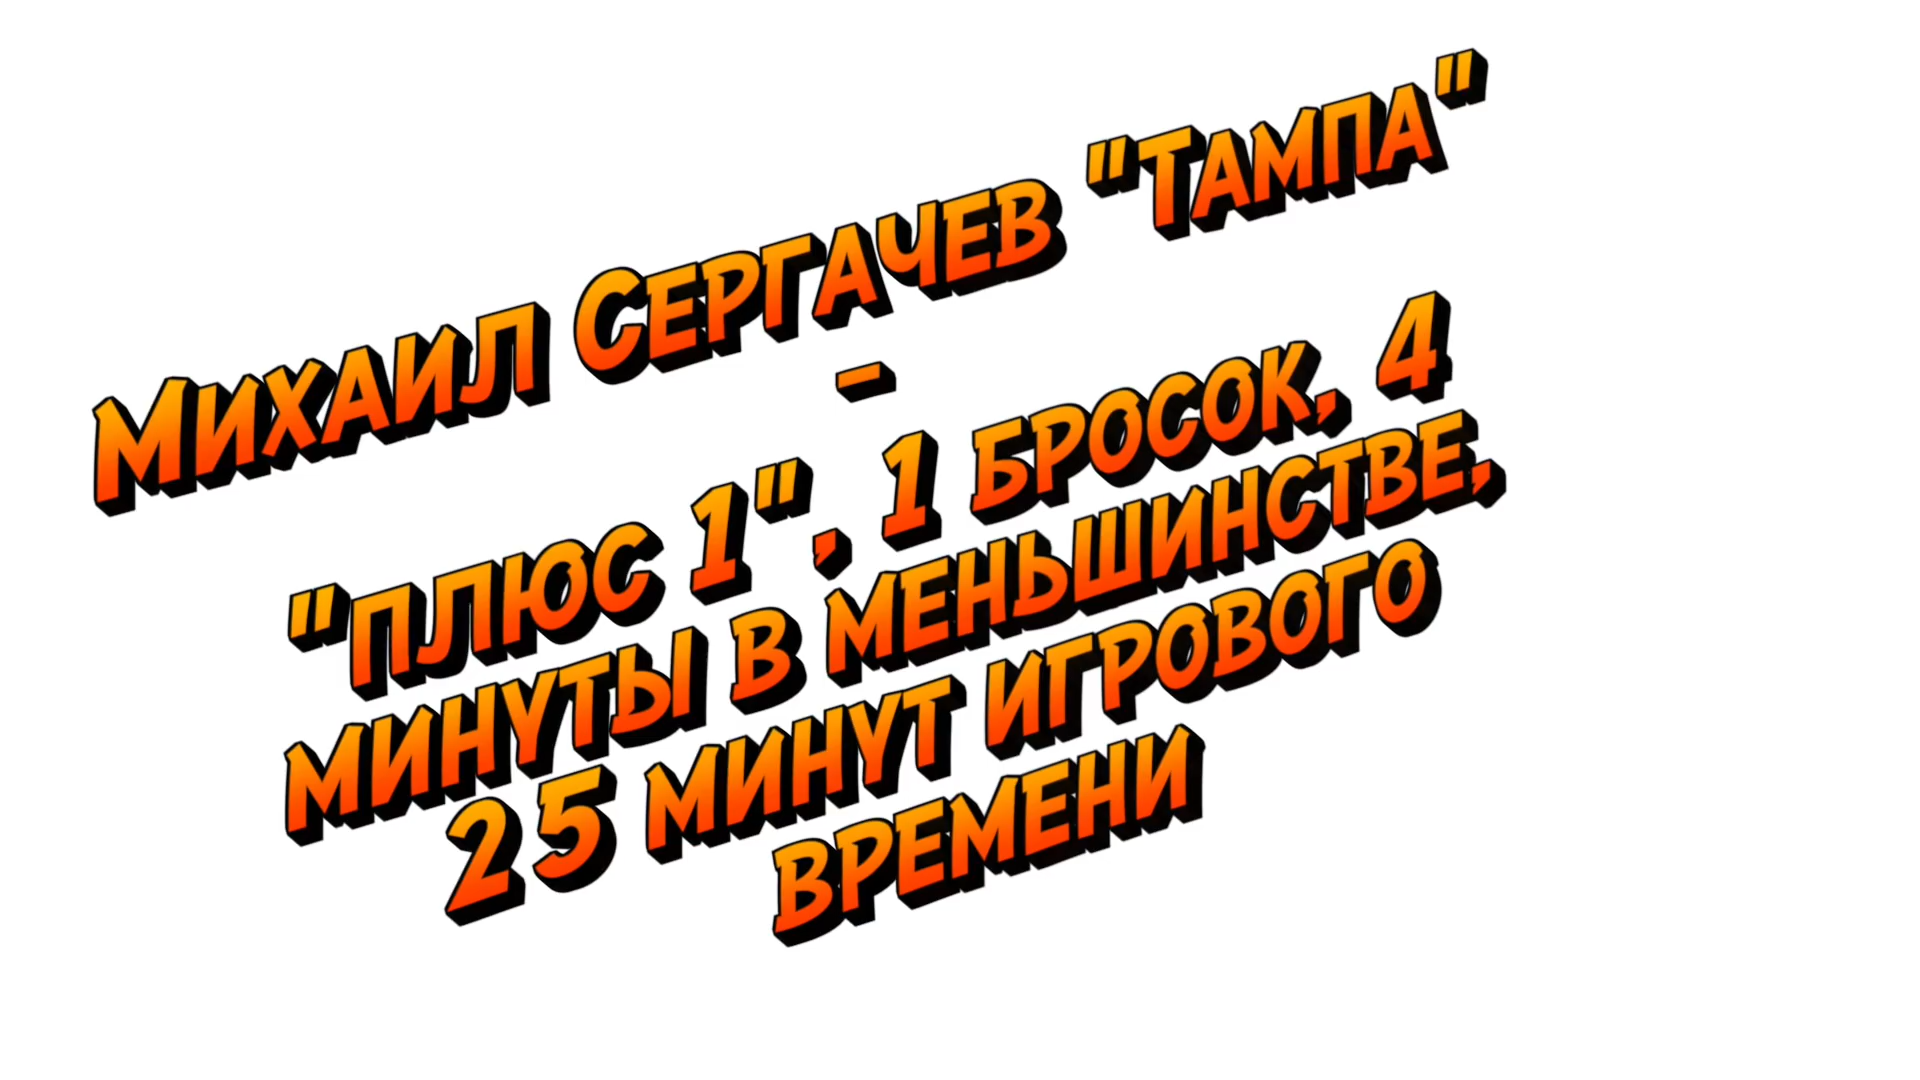 Михаил Сергачев "Тампа"
-
"плюс 1", 1 бросок, 4
минуты в меньшинстве,
25 минут игрового
времени